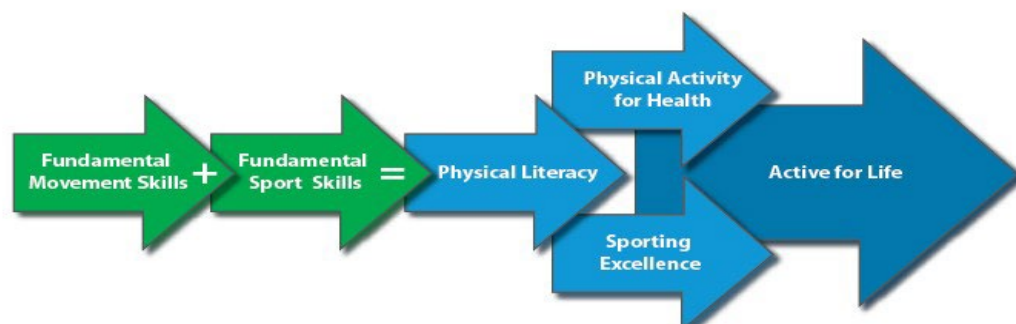 Fundamental
Movement Skills
+
Fundamental
Sport Skills
=
Physical Literacy
Physical Activity
for Health
Sporting
Excellence
Active for Life